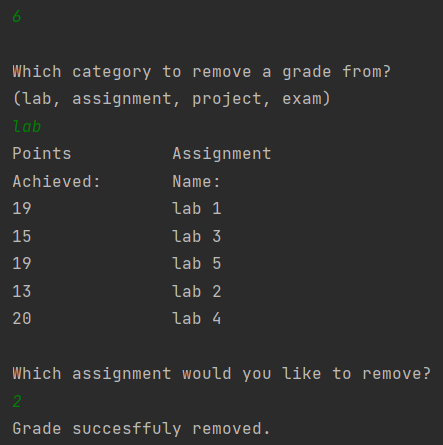 6
Which category to remove a grade from?
(lab, assignment, project, exam)
lab
Points Assignment
Achieved: Name:
19 lab 1
15 lab 3
19 lab 5
13 lab 2
20 lab 4
Which assignment would you like to remove?
2
Grade succesffuly removed.